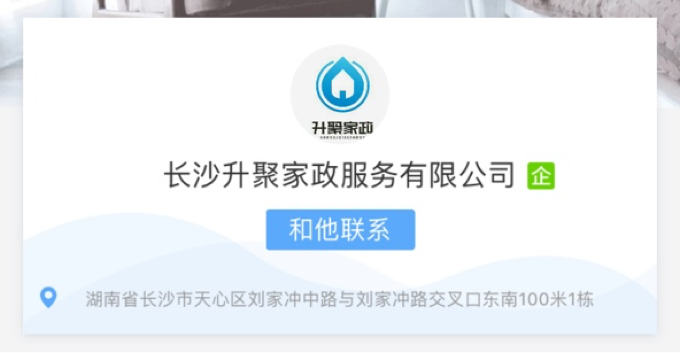 升聚家政
长沙升聚家政服务有限公司 企
和他联系
湖南省长沙市天心区刘家冲中路与刘家冲路交叉口东南100米1栋